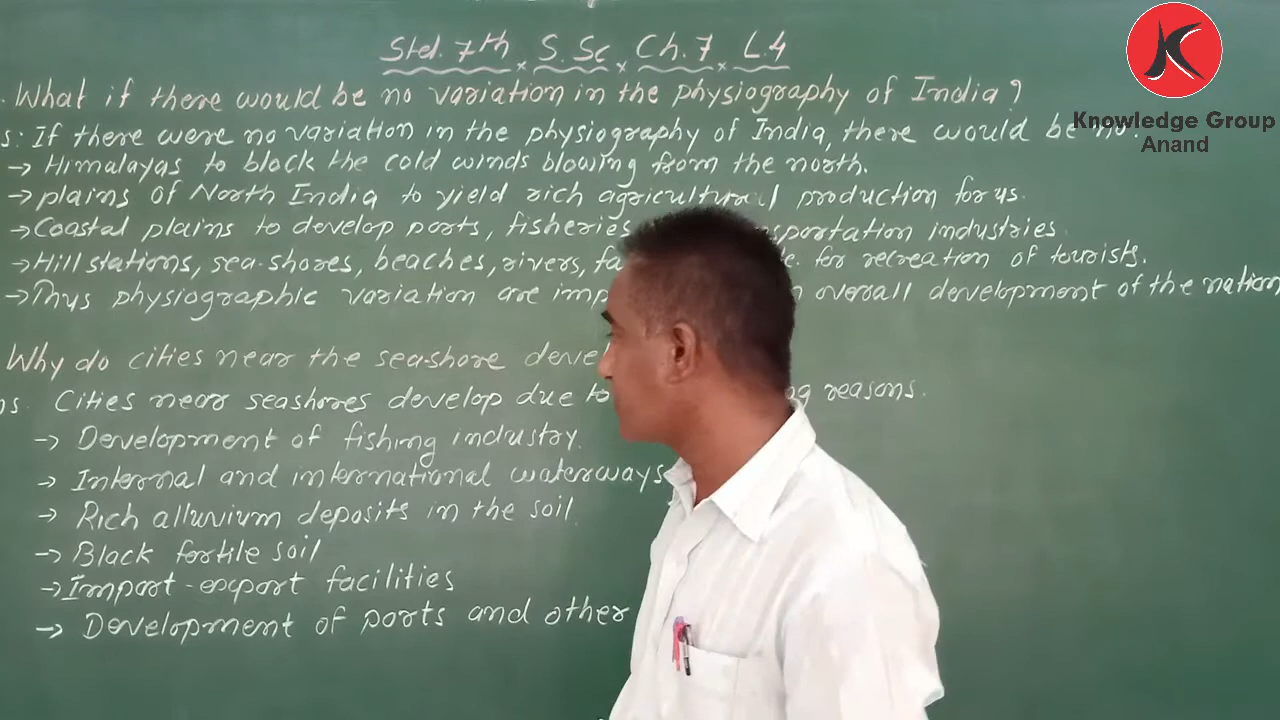 Std. 7th × S. Sc × Ch. 7 × L. 4
What if there would be no variation in the physiography of India?
s: If there were no variation in the physiography of India, there would be no:
→ Himalayas to block the cold winds blowing from the north.
→ plains of North India to yield rich agricultural production for us.
→ Coastal plains to develop ports, fisheries sportation industries.
→ Hill stations, sea-shores, beaches, rivers, fa for recreation of tourists.
→ Thus physiographic variation are imp overall development of the nation
Why do cities near the seashore deve
ns. Cities near seashores develop due to reasons.
→ Development of fishing industry.
→ Internal and international waterways
→ Rich alluvium deposits in the soil.
→ Black fertile soil
→ Import-export facilities
→ Development of ports and other
K
Knowledge Group
Anand